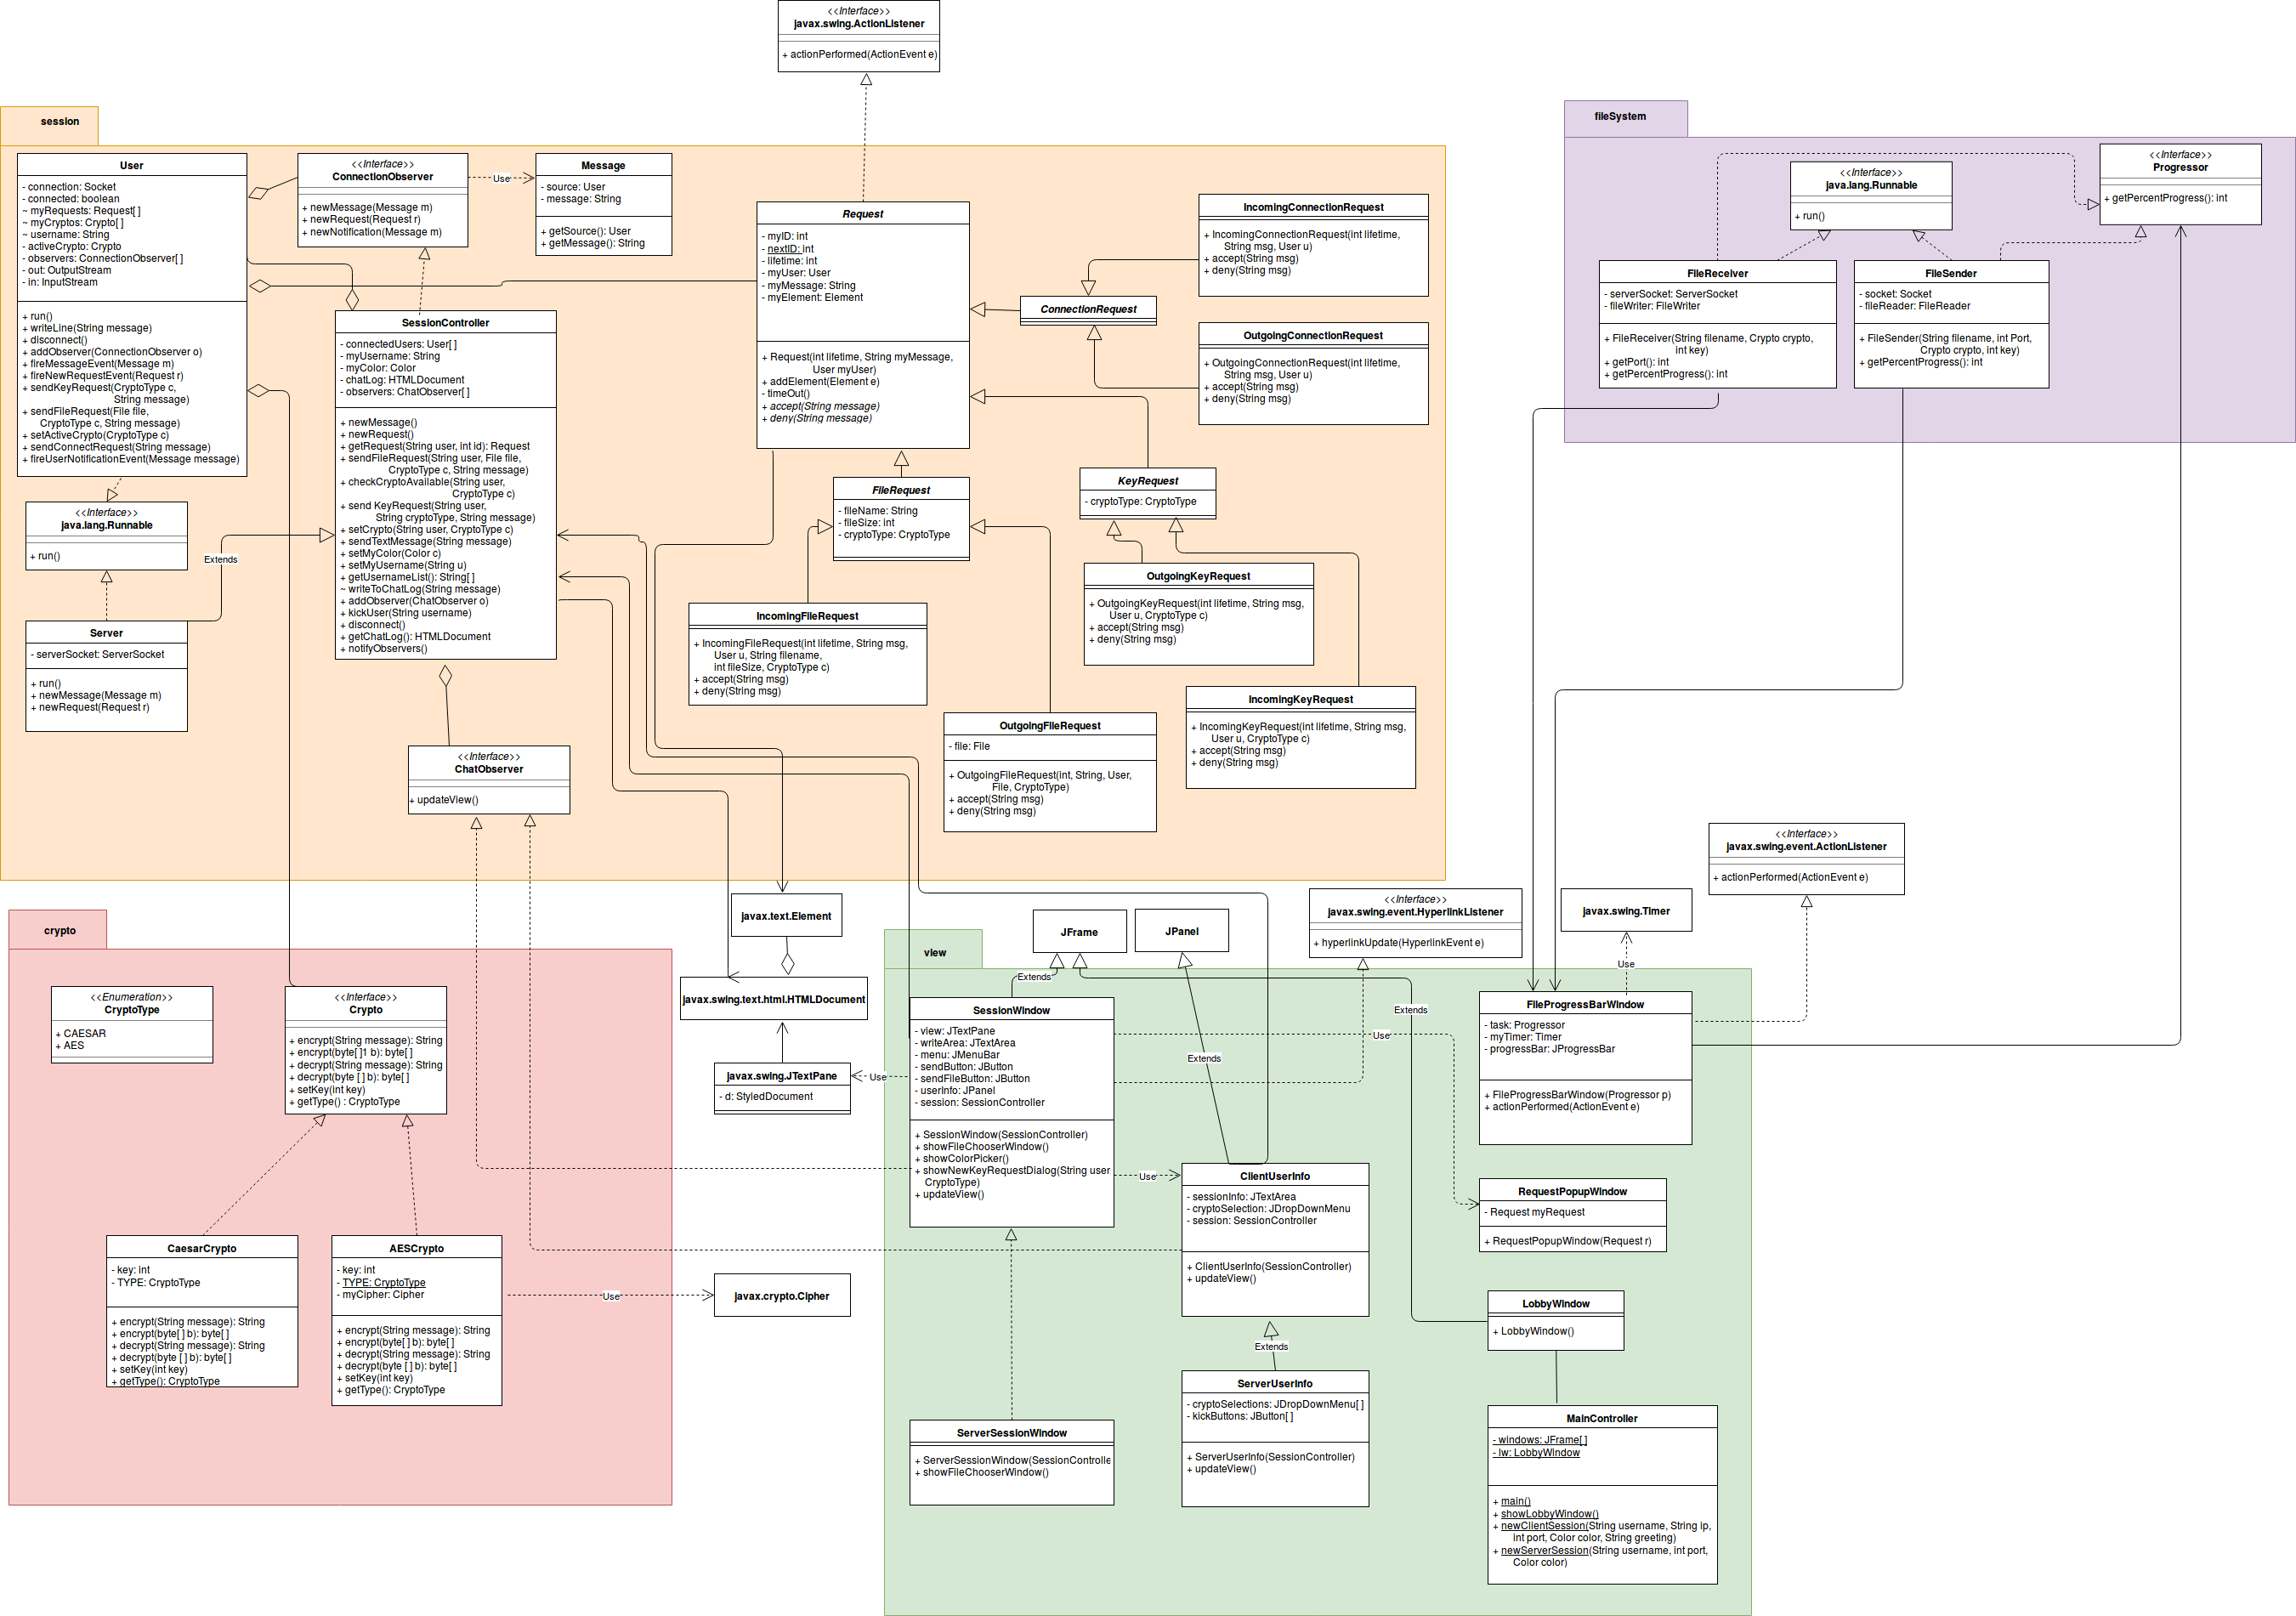 <<Interface>>
javax.swing.ActionListener
+ actionPerformed(ActionEvent e)
session
User
- connection: Socket
- connected: boolean
~ myRequests: Request[ ]
~ myCryptos: Crypto[ ]
~ username: String
- activeCrypto: Crypto
- observers: ConnectionObserver[ ]
- out: OutputStream
- in: InputStream
+ run()
+ writeLine(String message)
+ disconnect()
+ addObserver(ConnectionObserver o)
+ fireMessageEvent(Message m)
+ fireNewRequestEvent(Request r)
+ sendKeyRequest(CryptoType c,
String message)
+ sendFileRequest(File file,
CryptoType c, String message)
+ setActiveCrypto(CryptoType c)
+ sendConnectRequest(String message)
+ fireUserNotificationEvent(Message message)
<<Interface>>
ConnectionObserver
+ newMessage(Message m)
+ newRequest(Request r)
+ newNotification(Message m)
Use
Message
- source: User
- message: String
+ getSource(): User
+ getMessage(): String
<<Interface>>
java.lang.Runnable
+ run()
Extends
Server
- serverSocket: ServerSocket
+ run()
+ newMessage(Message m)
+ newRequest(Request r)
SessionController
- connectedUsers: User[ ]
- myUsername: String
- myColor: Color
- chatLog: HTMLDocument
- observers: ChatObserver[ ]
+ newMessage()
+ newRequest()
+ getRequest(String user, int id): Request
+ sendFileRequest(String user, File file,
CryptoType c, String message)
+ checkCryptoAvailable(String user,
CryptoType c)
+ send KeyRequest(String user,
String cryptoType, String message)
+ setCrypto(String user, CryptoType c)
+ sendTextMessage(String message)
+ setMyColor(Color c)
+ setMyUsername(String u)
+ getUsernameList(): String[ ]
~ writeToChatLog(String message)
+ addObserver(ChatObserver o)
+ kickUser(String username)
+ disconnect()
+ getChatLog(): HTMLDocument
+ notifyObservers()
<<Interface>>
ChatObserver
+ updateView()
Request
- myID: int
- nextID: int
- lifetime: int
- myUser: User
- myMessage: String
- myElement: Element
+ Request(int lifetime, String myMessage,
User myUser)
+ addElement(Element e)
- timeOut()
+ accept(String message)
+ deny(String message)
ConnectionRequest
IncomingConnectionRequest
+ IncomingConnectionRequest(int lifetime,
String msg, User u)
+ accept(String msg)
+ deny(String msg)
OutgoingConnectionRequest
+ OutgoingConnectionRequest(int lifetime,
String msg, User u)
+ accept(String msg)
+ deny(String msg)
FileRequest
- fileName: String
- fileSize: int
- cryptoType: CryptoType
KeyRequest
- cryptoType: CryptoType
IncomingFileRequest
+ IncomingFileRequest(int lifetime, String msg,
User u, String filename,
int fileSize, CryptoType c)
+ accept(String msg)
+ deny(String msg)
OutgoingFileRequest
- file: File
+ OutgoingFileRequest(int, String, User,
File, CryptoType)
+ accept(String msg)
+ deny(String msg)
OutgoingKeyRequest
+ OutgoingKeyRequest(int lifetime, String msg,
User u, CryptoType c)
+ accept(String msg)
+ deny(String msg)
IncomingKeyRequest
+ IncomingKeyRequest(int lifetime, String msg,
User u, CryptoType c)
+ accept(String msg)
+ deny(String msg)
fileSystem
<<Interface>>
java.lang.Runnable
+ run()
<<Interface>>
Progressor
+ getPercentProgress(): int
FileReceiver
- serverSocket: ServerSocket
- fileWriter: FileWriter
+ FileReceiver(String filename, Crypto crypto,
int key)
+ getPort(): int
+ getPercentProgress(): int
FileSender
- socket: Socket
- fileReader: FileReader
+ FileSender(String filename, int Port,
Crypto crypto, int key)
+ getPercentProgress(): int
crypto
<<Enumeration>>
CryptoType
+ CAESAR
+ AES
<<Interface>>
Crypto
+ encrypt(String message): String
+ encrypt(byte[ ]1 b): byte[ ]
+ decrypt(String message): String
+ decrypt(byte [ ] b): byte[ ]
+ setKey(int key)
+ getType() : CryptoType
CaesarCrypto
- key: int
- TYPE: CryptoType
+ encrypt(String message): String
+ encrypt(byte[ ] b): byte[ ]
+ decrypt(String message): String
+ decrypt(byte [ ] b): byte[ ]
+ setKey(int key)
+ getType(): CryptoType
AESCrypto
- key: int
- TYPE: CryptoType
- myCipher: Cipher
+ encrypt(String message): String
+ encrypt(byte[ ] b): byte[ ]
+ decrypt(String message): String
+ decrypt(byte [ ] b): byte[ ]
+ setKey(int key)
+ getType(): CryptoType
Use
javax.crypto.Cipher
javax.text.Element
javax.swing.text.html.HTMLDocument
javax.swing.JTextPane
- d: StyledDocument
Use
view
JFrame
JPanel
<<Interface>>
javax.swing.event.HyperlinkListener
+ hyperlinkUpdate(HyperlinkEvent e)
javax.swing.Timer
Use
<<Interface>>
javax.swing.event.ActionListener
+ actionPerformed(ActionEvent e)
Extends
Extends
Extends
Use
Use
SessionWindow
- view: JTextPane
- writeArea: JTextArea
- menu: JMenuBar
- sendButton: JButton
- sendFileButton: JButton
- userInfo: JPanel
- session: SessionController
+ SessionWindow(SessionController)
+ showFileChooserWindow()
+ showColorPicker()
+ showNewKeyRequestDialog(String user
CryptoType)
+ updateView()
ClientUserInfo
- sessionInfo: JTextArea
- cryptoSelection: JDropDownMenu
- session: SessionController
+ ClientUserInfo(SessionController)
+ updateView()
Extends
ServerUserInfo
- cryptoSelections: JDropDownMenu[ ]
- kickButtons: JButton[ ]
+ ServerUserInfo(SessionController)
+ updateView()
ServerSessionWindow
+ ServerSessionWindow(SessionControlle
+ showFileChooserWindow()
FileProgressBarWindow
- task: Progressor
- myTimer: Timer
- progressBar: JProgressBar
+ FileProgressBarWindow(Progressor p)
+ actionPerformed(ActionEvent e)
RequestPopupWindow
- Request myRequest
+ RequestPopupWindow(Request r)
LobbyWindow
+ LobbyWindow()
MainController
- windows: JFrame[ ]
- lw: LobbyWindow
+ main()
+ showLobbyWindow()
+ newClientSession(String username, String ip,
int port, Color color, String greeting)
+ newServerSession(String username, int port,
Color color)